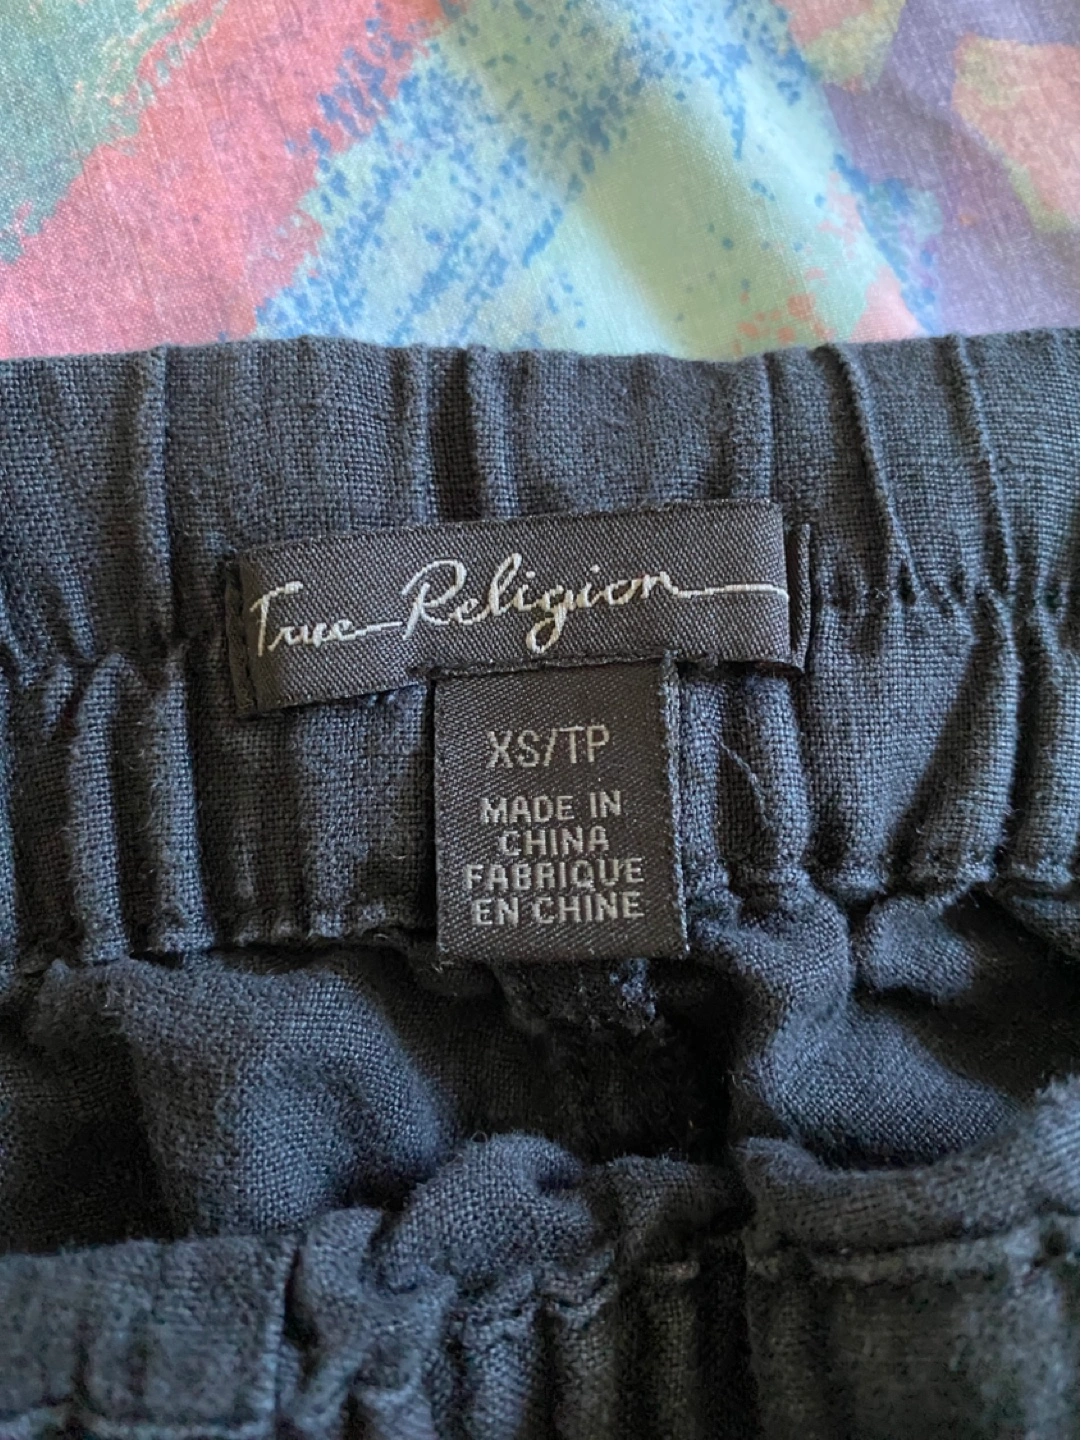 True Religion
XS/TP
MADE IN
CHINA
FABRIQUE
EN CHINE